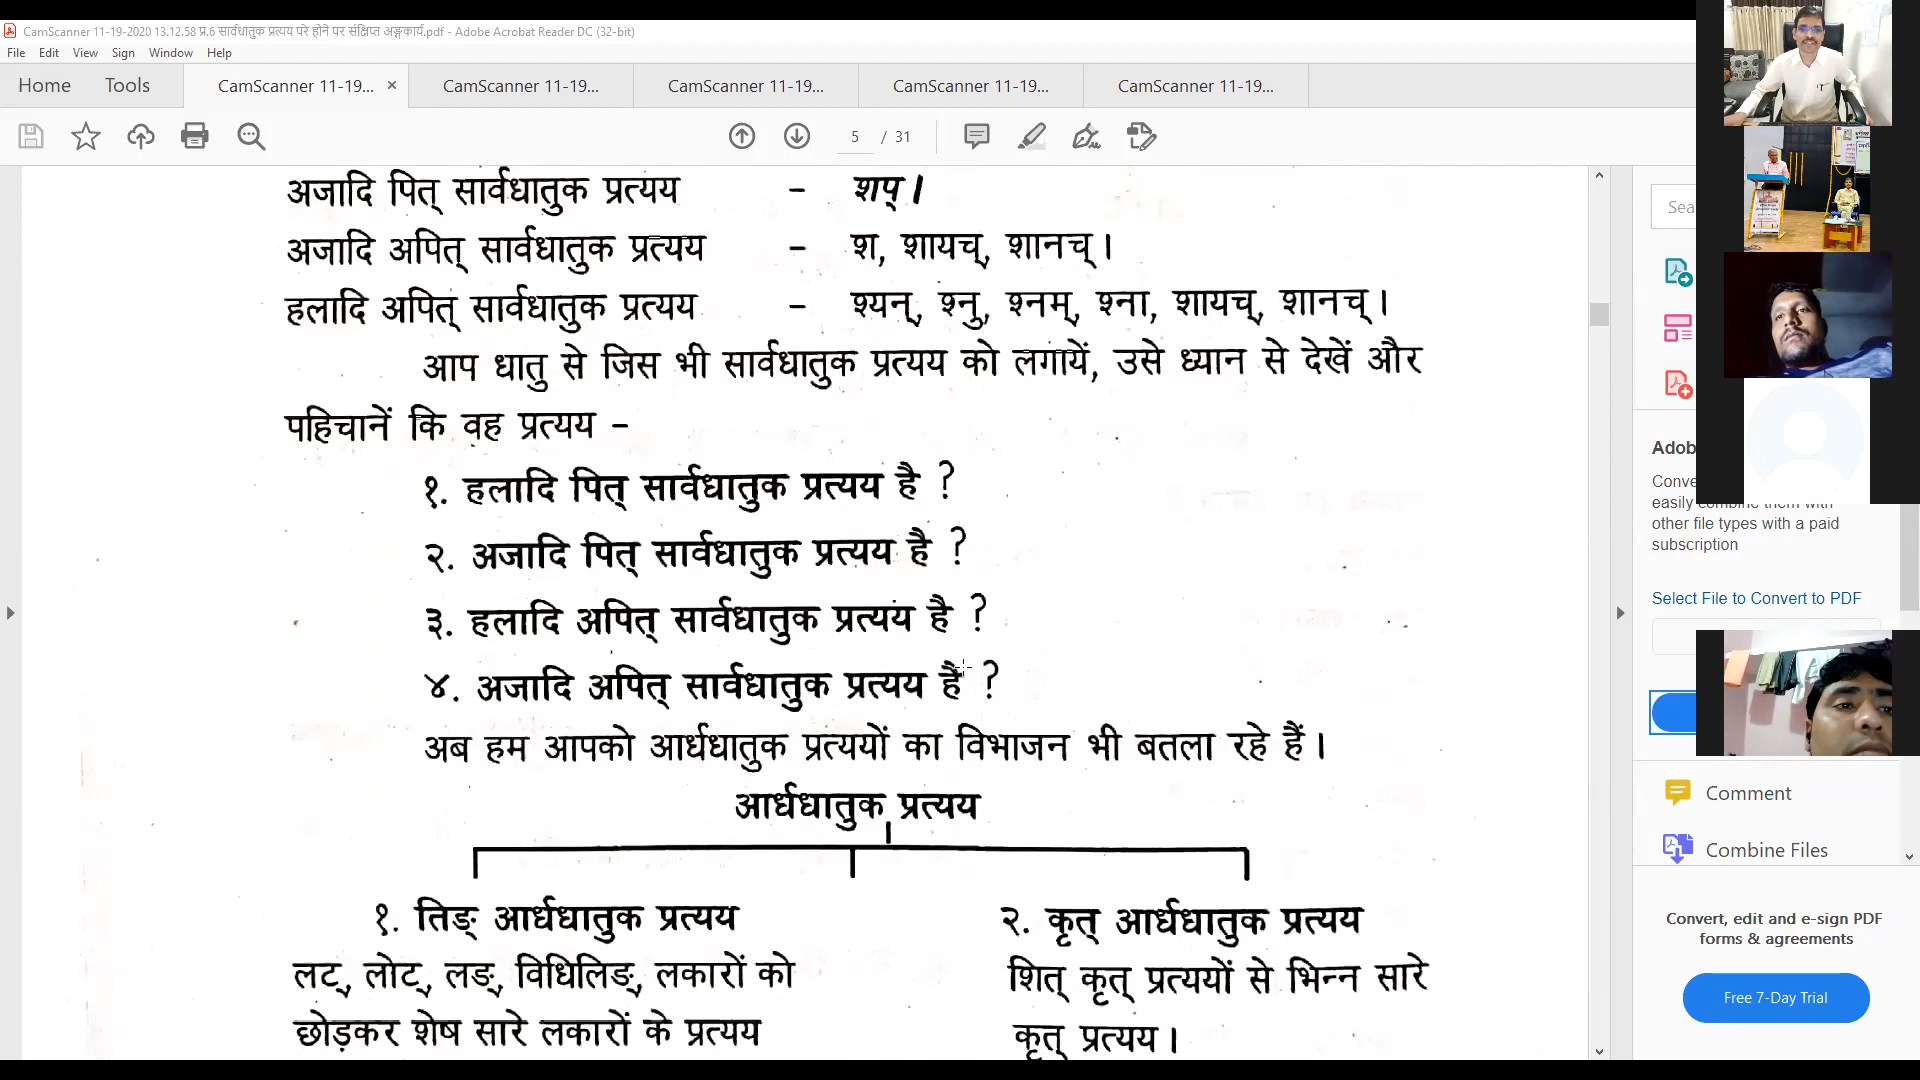 CamScanner 11-19-2020 13.12.58 प्र.6 सार्वधातुक प्रत्यय परे होने पर संक्षिप्त अङ्गकार्य.pdf - Adobe Acrobat Reader DC (32-bit)
File Edit View Sign Window Help
Home Tools CamScanner 11-19... × CamScanner 11-19... CamScanner 11-19... CamScanner 11-19... CamScanner 11-19...
5 / 31
अजादि पित् सार्वधातुक प्रत्यय - शप्।
अजादि अपित् सार्वधातुक प्रत्यय - श, शायच्, शानच्।
हलादि अपित् सार्वधातुक प्रत्यय - श्यन्, श्नु, श्नम्, श्ना, शायच्, शानच्।
आप धातु से जिस भी सार्वधातुक प्रत्यय को लगायें, उसे ध्यान से देखें और
पहिचानें कि वह प्रत्यय -
१. हलादि पित् सार्वधातुक प्रत्यय है ?
२. अजादि पित् सार्वधातुक प्रत्यय है ?
३. हलादि अपित् सार्वधातुक प्रत्यय है ?
४. अजादि अपित् सार्वधातुक प्रत्यय है ?
अब हम आपको आर्धधातुक प्रत्ययों का विभाजन भी बतला रहे हैं।
आर्धधातुक प्रत्यय
१. तिङ् आर्धधातुक प्रत्यय
लट्, लोट्, लङ्, विधिलिङ्, लकारों को
छोड़कर शेष सारे लकारों के प्रत्यय
२. कृत् आर्धधातुक प्रत्यय
शित् कृत् प्रत्ययों से भिन्न सारे
कृत् प्रत्यय।
Sea
Adob
Conve
easily combine them with
other file types with a paid
subscription
Select File to Convert to PDF
Comment
Combine Files
Convert, edit and e-sign PDF
forms & agreements
Free 7-Day Trial